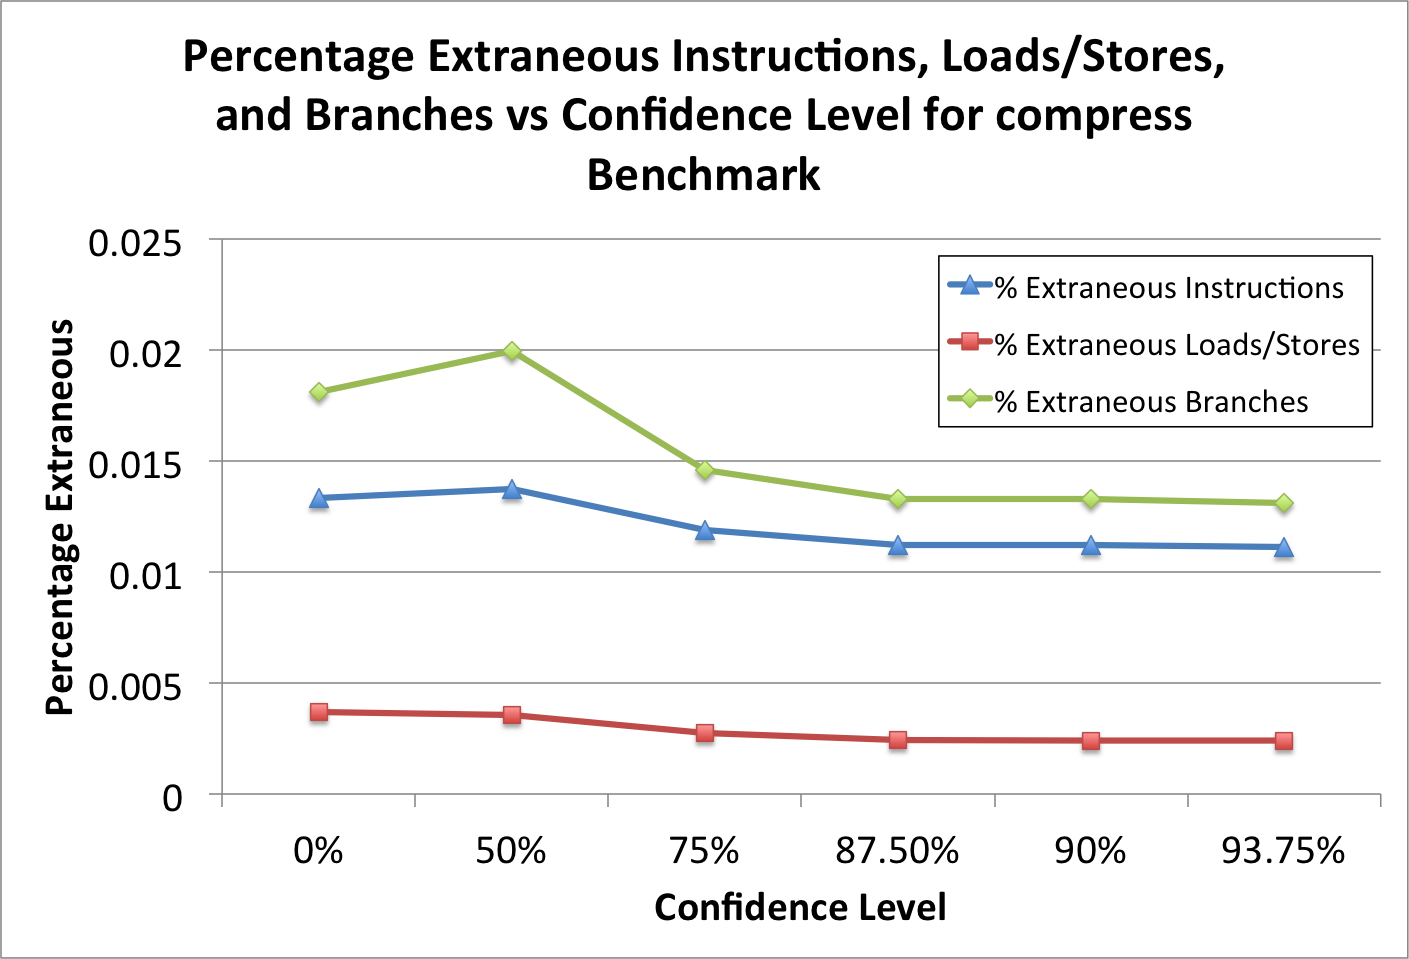 Percentage Extraneous Instructions, Loads/Stores,
and Branches vs Confidence Level for compress
Benchmark
0.025
0.02
0.015
0.01
0.005
0
Percentage Extraneous
% Extraneous Instructions
% Extraneous Loads/Stores
% Extraneous Branches
0% 50% 75% 87.50% 90% 93.75%
Confidence Level